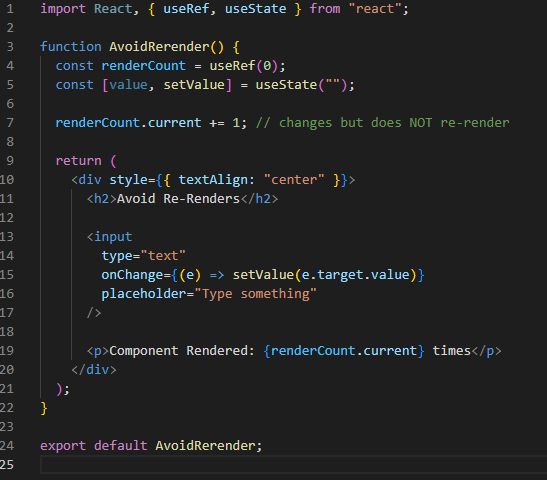 1 import React, { useRef, useState } from "react";
2
3 function AvoidRerender() {
4   const renderCount = useRef(0);
5   const [value, setValue] = useState("");
6
7   renderCount.current += 1; // changes but does NOT re-render
8
9   return (
10     <div style={{ textAlign: "center" }}>
11       <h2>Avoid Re-Renders</h2>
12
13       <input
14         type="text"
15         onChange={(e) => setValue(e.target.value)}
16         placeholder="Type something"
17       />
18
19       <p>Component Rendered: {renderCount.current} times</p>
20     </div>
21   );
22 }
23
24 export default AvoidRerender;
25